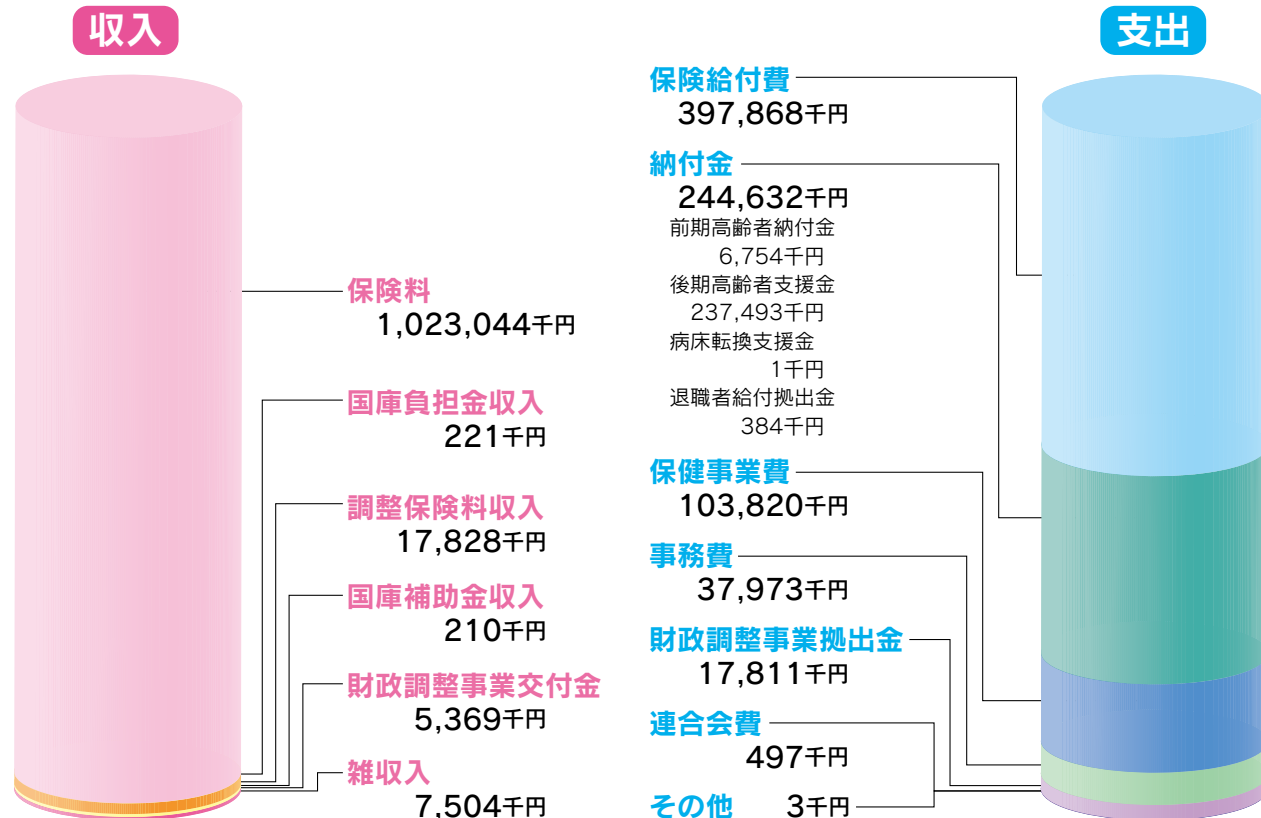 収入
保険料
1,023,044千円
国庫負担金収入
221千円
調整保険料収入
17,828千円
国庫補助金収入
210千円
財政調整事業交付金
5,369千円
雑収入
7,504千円
支出
保険給付費
397,868千円
納付金
244,632千円
前期高齢者納付金
6,754千円
後期高齢者支援金
237,493千円
病床転換支援金
1千円
退職者給付拠出金
384千円
保健事業費
103,820千円
事務費
37,973千円
財政調整事業拠出金
17,811千円
連合会費
497千円
その他 3千円